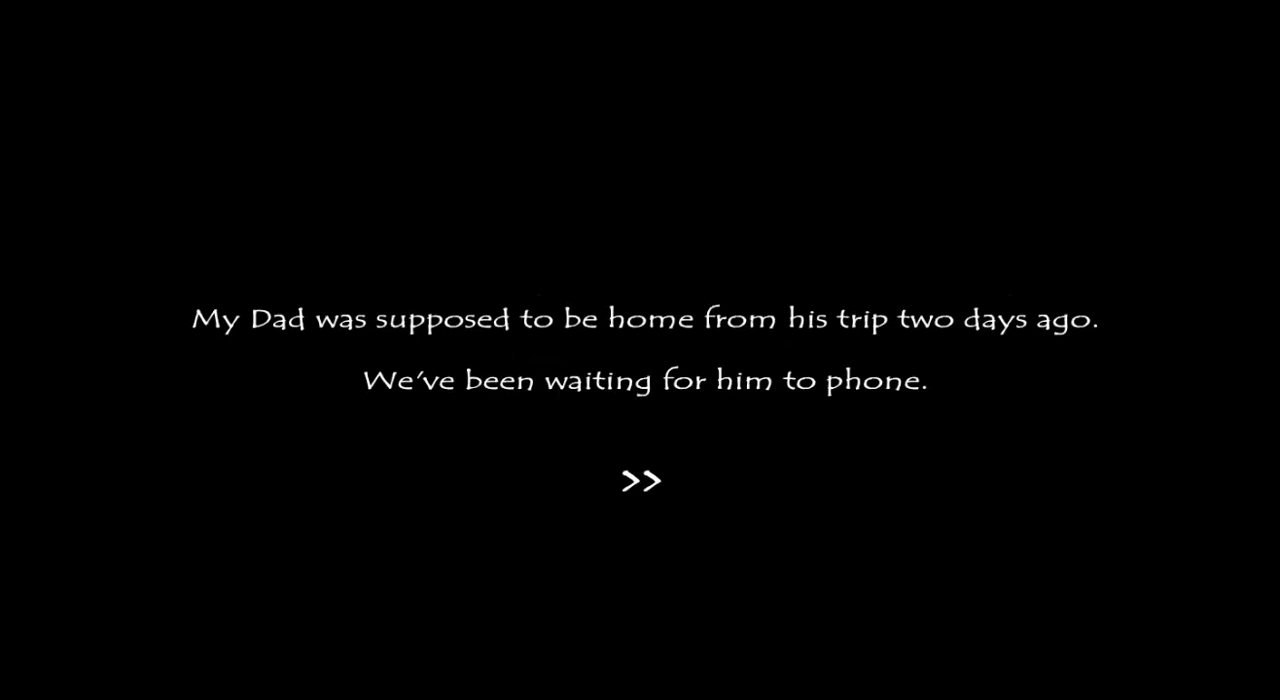 My Dad was supposed to be home from his trip two days ago.
We've been waiting for him to phone.
>>